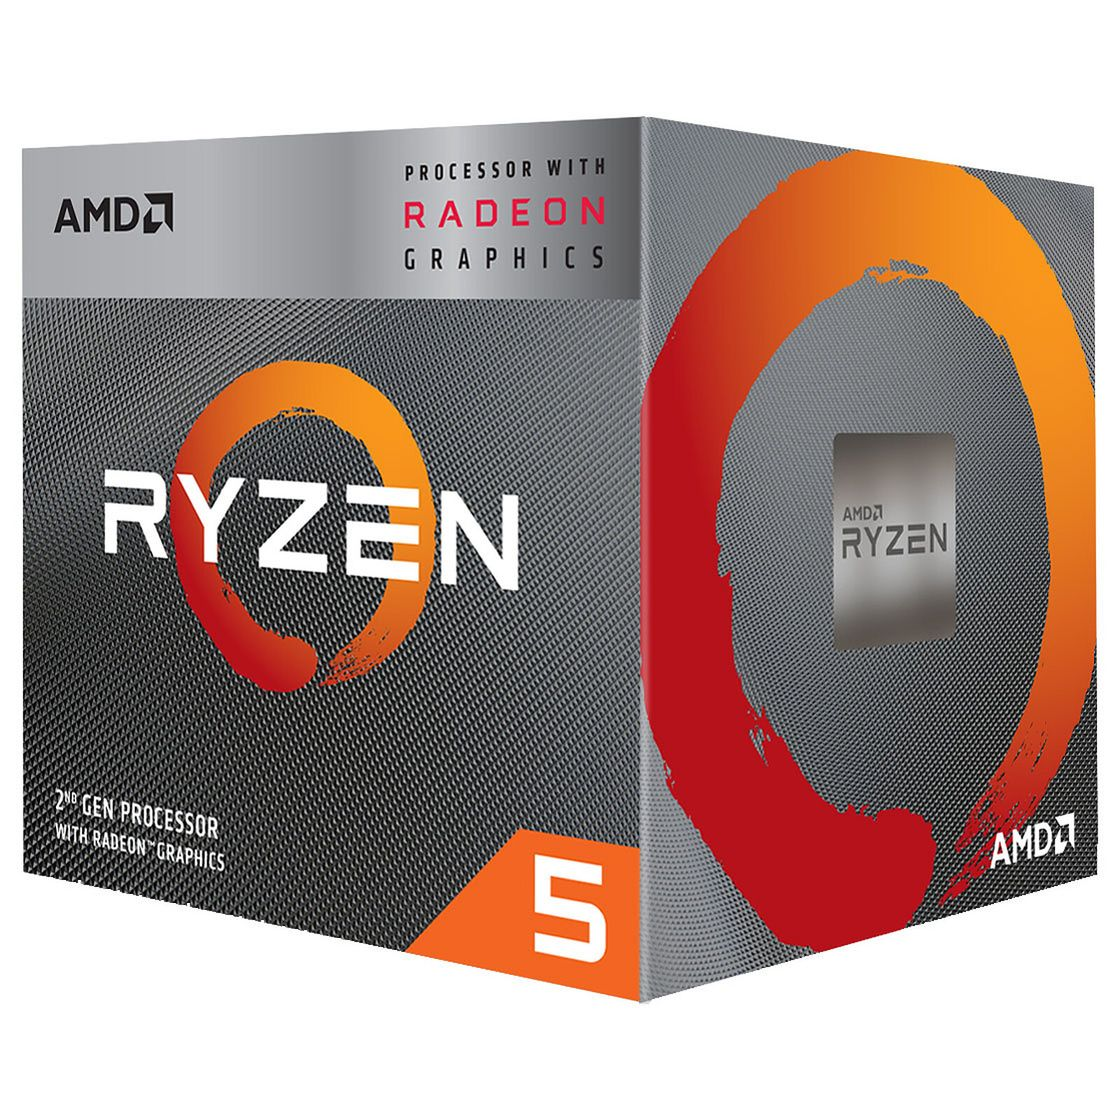 AMD
PROCESSOR WITH
RADEON
GRAPHICS
RYZEN
2ND GEN PROCESSOR
WITH RADEON™ GRAPHICS
5
AMD
RYZEN
AMD